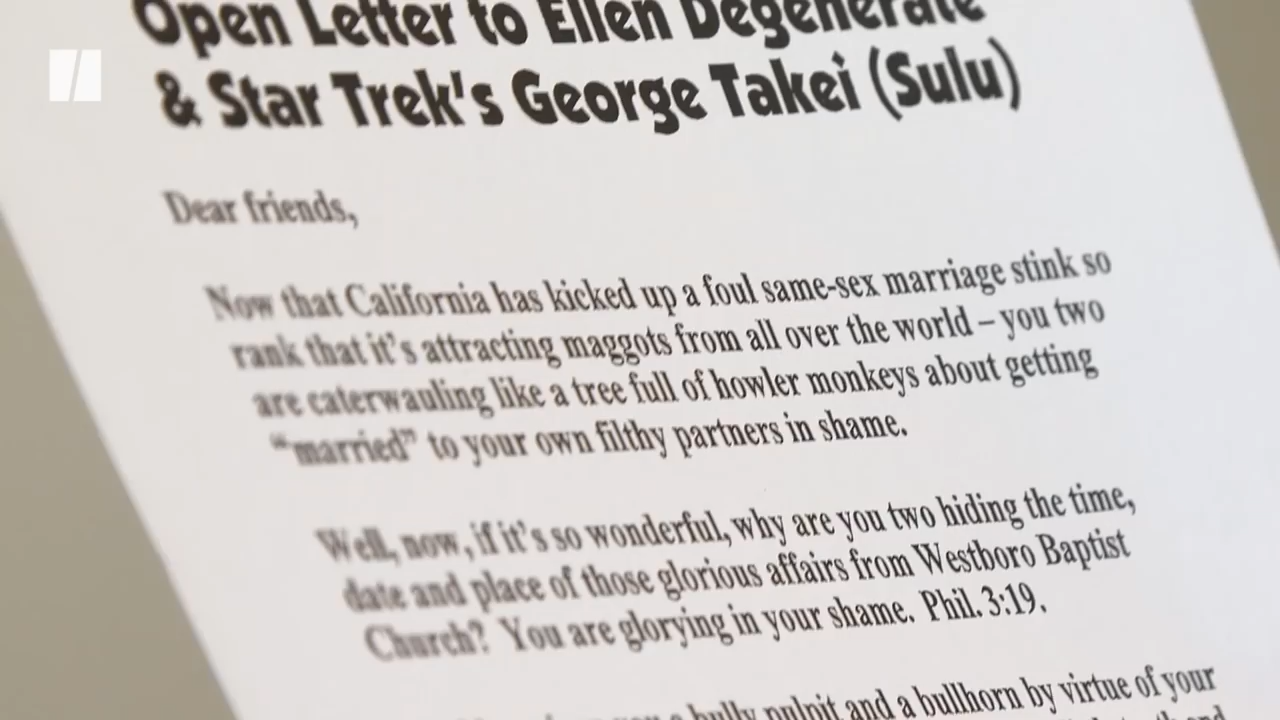 Open Letter to Ellen Degenerate
& Star Trek's George Takei (Sulu)
Dear friends,
Now that California has kicked up a foul same-sex marriage stink so
rank that it's attracting maggots from all over the world – you two
are caterwauling like a tree full of howler monkeys about getting
“married” to your own filthy partners in shame.
Well, now, if it's so wonderful, why are you two hiding the time,
date and place of those glorious affairs from Westboro Baptist
Church? You are glorying in your shame. Phil. 3:19.
bully pulpit and a bullhorn by virtue of your